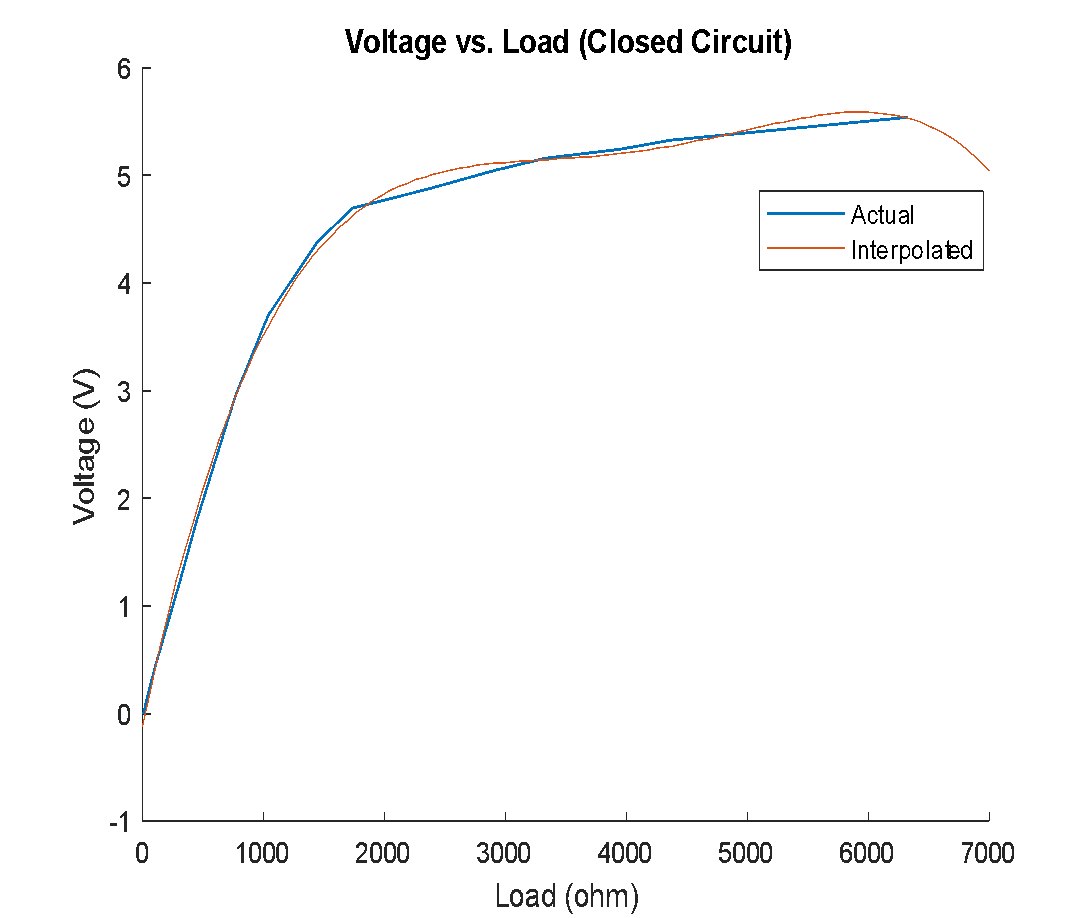 Voltage vs. Load (Closed Circuit)
6
5
4
3
2
1
0
-1
Voltage (V)
Actual
Interpolated
0 1000 2000 3000 4000 5000 6000 7000
Load (ohm)